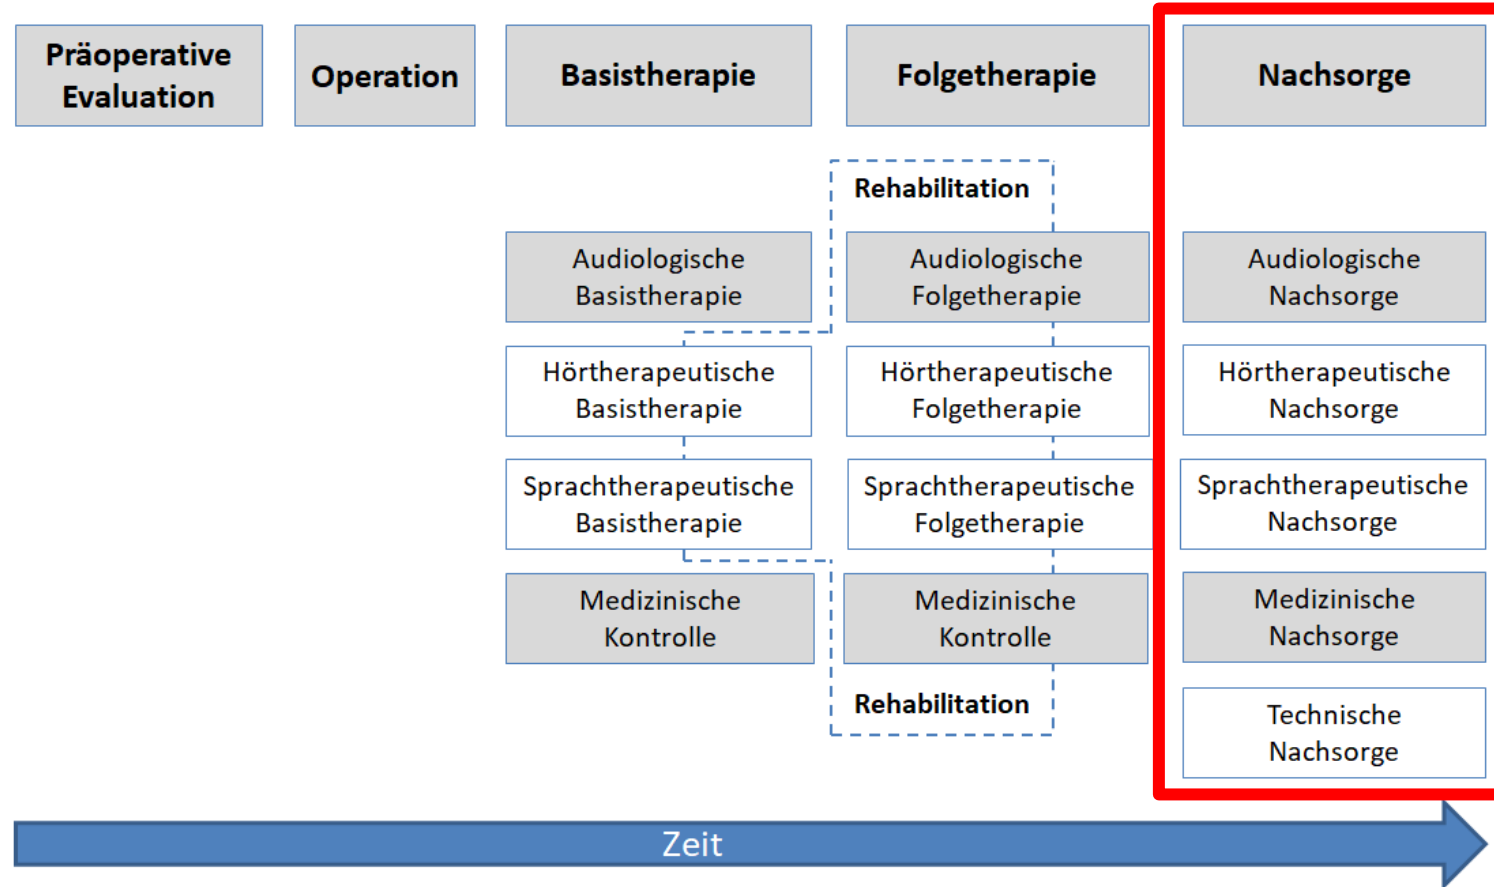 Präoperative
Evaluation
Operation
Basistherapie
Folgetherapie
Nachsorge
Rehabilitation
Audiologische
Basistherapie
Audiologische
Folgetherapie
Audiologische
Nachsorge
Hörtherapeutische
Basistherapie
Hörtherapeutische
Folgetherapie
Hörtherapeutische
Nachsorge
Sprachtherapeutische
Basistherapie
Sprachtherapeutische
Folgetherapie
Sprachtherapeutische
Nachsorge
Medizinische
Kontrolle
Medizinische
Kontrolle
Medizinische
Nachsorge
Rehabilitation
Technische
Nachsorge
Zeit